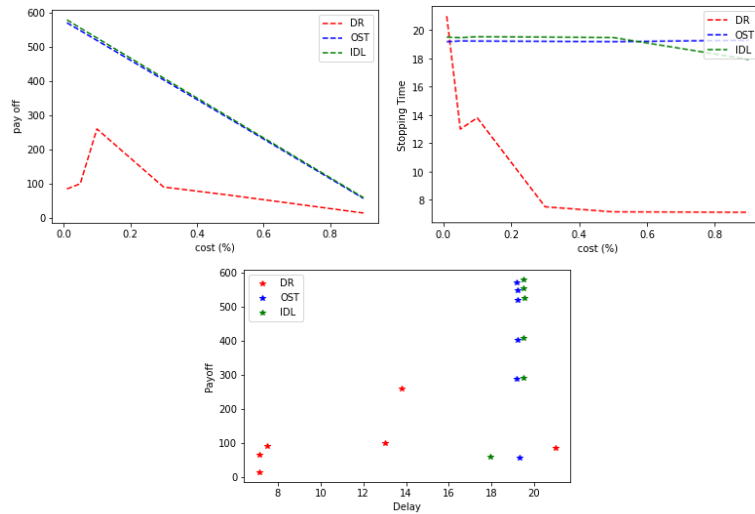 600
500
400
300
200
100
0
pay off
0.0 0.2 0.4 0.6 0.8
cost (%)
DR
OST
IDL
20
18
16
14
12
10
8
Stopping Time
0.0 0.2 0.4 0.6 0.8
cost (%)
DR
OST
IDL
600
500
400
300
200
100
0
Payoff
8 10 12 14 16 18 20
Delay
DR
OST
IDL